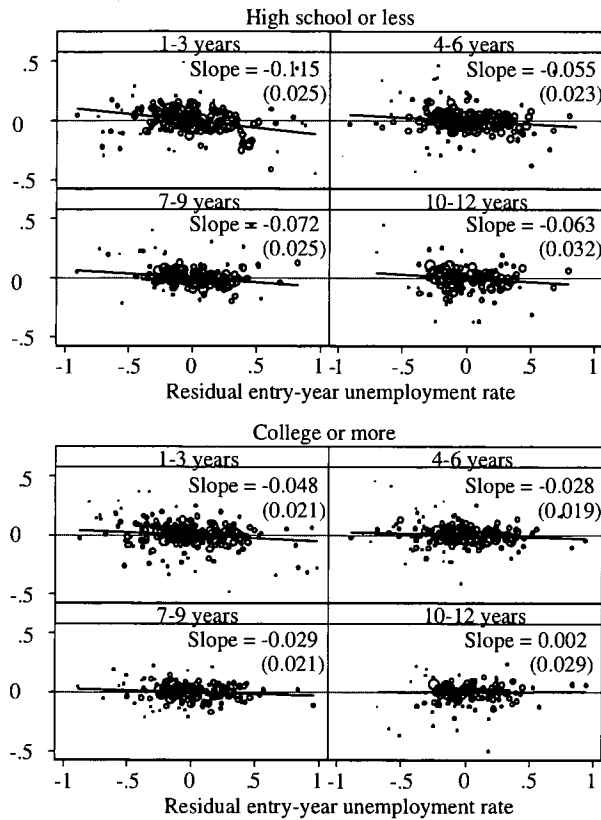 High school or less
1-3 years 4-6 years
.5 Slope = -0.115 (0.025) Slope = -0.055 (0.023)
0
-.5
7-9 years 10-12 years
.5 Slope = -0.072 (0.025) Slope = -0.063 (0.032)
0
-.5
-1 -.5 0 .5 1 -1 -.5 0 .5 1
Residual entry-year unemployment rate
College or more
1-3 years 4-6 years
.5 Slope = -0.048 (0.021) Slope = -0.028 (0.019)
0
-.5
7-9 years 10-12 years
.5 Slope = -0.029 (0.021) Slope = 0.002 (0.029)
0
-.5
-1 -.5 0 .5 1 -1 -.5 0 .5 1
Residual entry-year unemployment rate